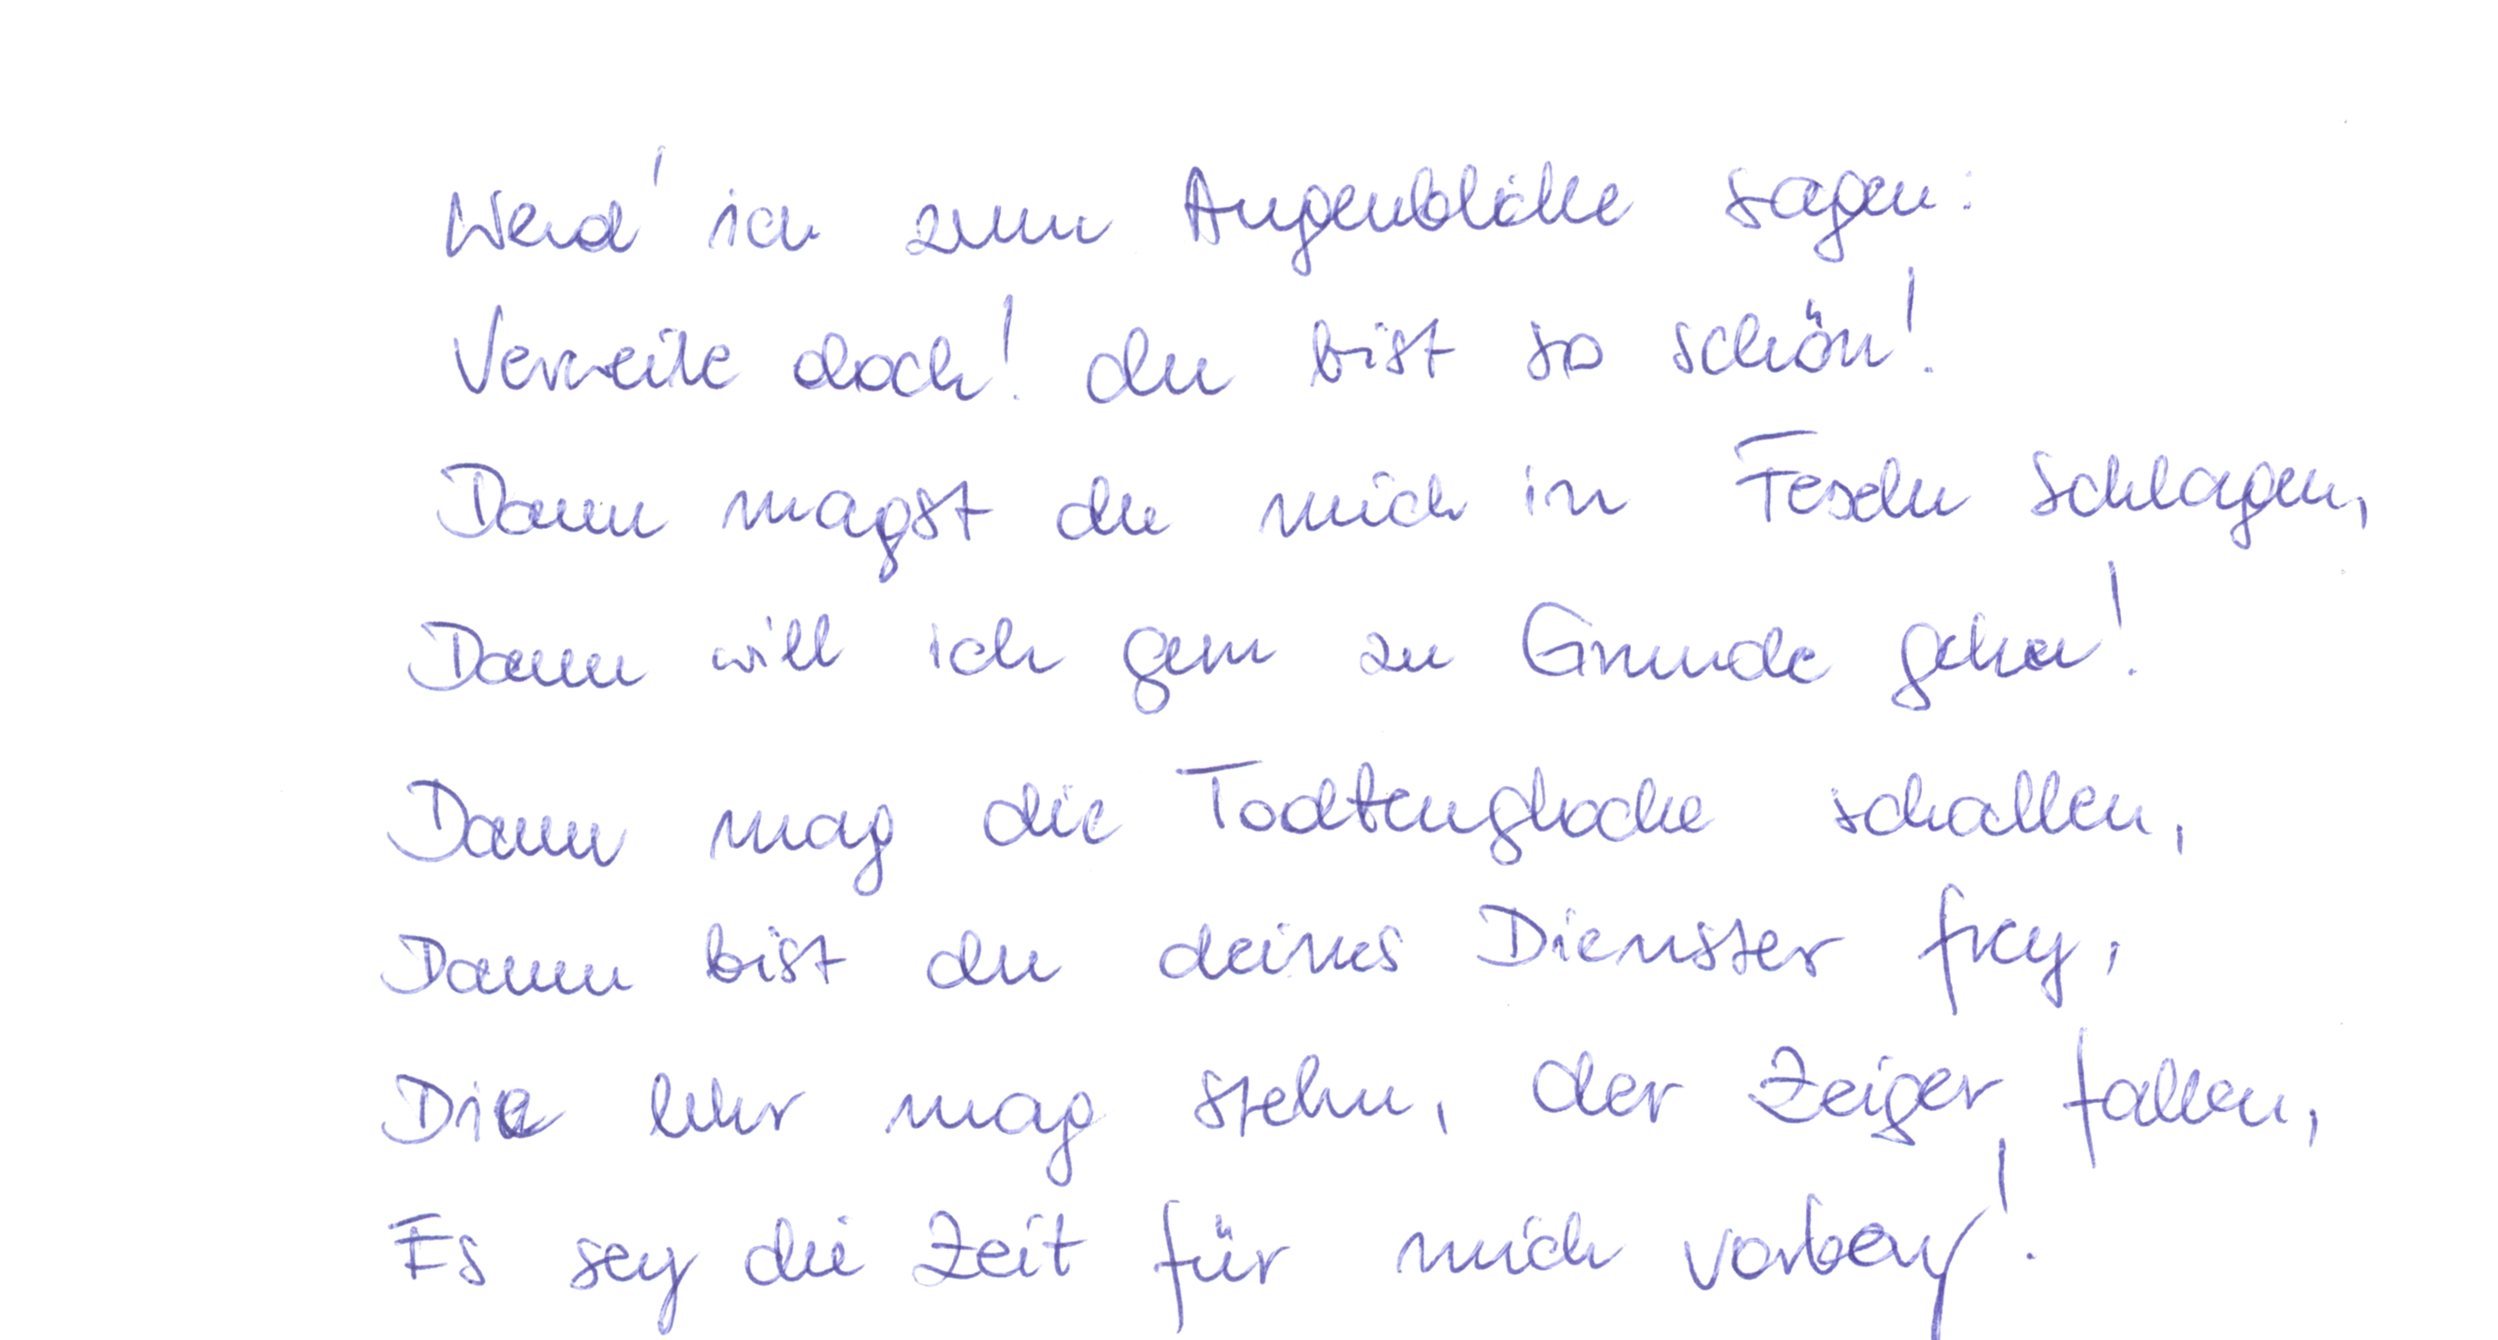 Werd' ich zum Augenblicke sagen:
Verweile doch! du bist so schön!
Dann magst du mich in Fesseln schlagen,
Dann will ich gern zu Grunde gehen!
Dann mag die Todtenglocke schallen,
Dann bist du deines Dienstes frey,
Die Uhr mag stehn, der Zeiger fallen,
Es sey die Zeit für mich vorbey!